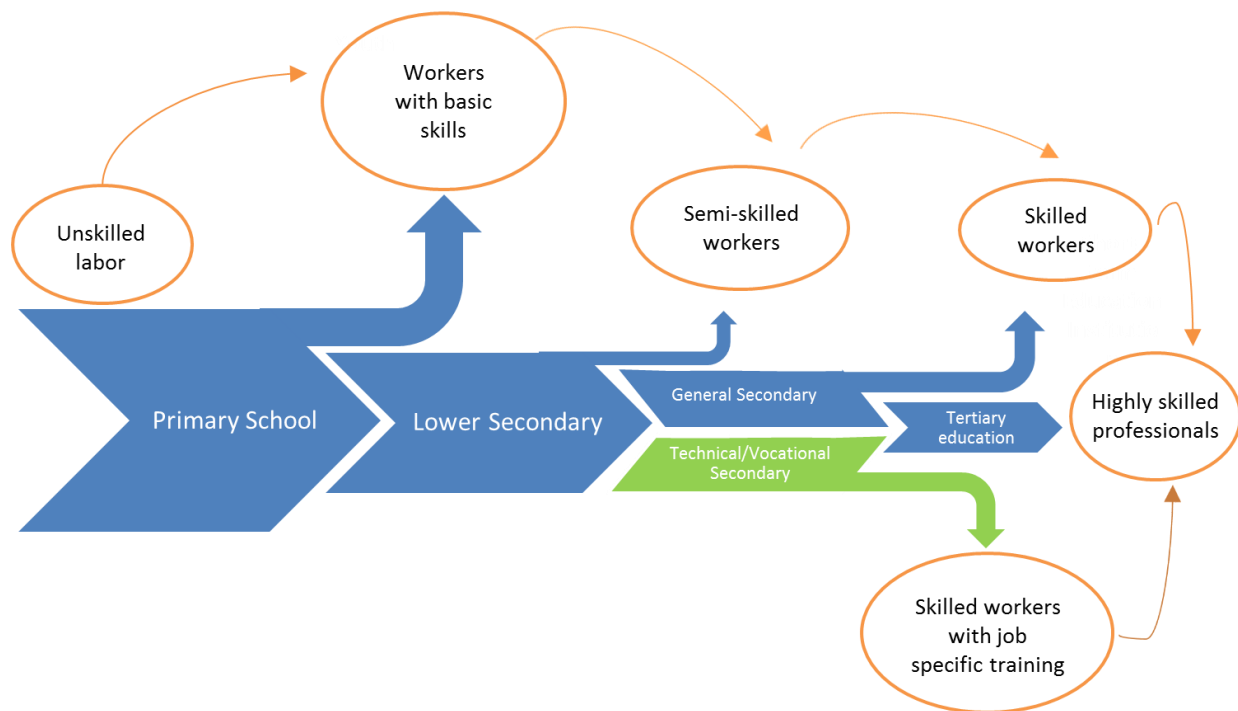 Workers
with basic
skills
Unskilled
labor
Semi-skilled
workers
Skilled
workers
Primary School
Lower Secondary
General Secondary
Technical/Vocational
Secondary
Tertiary
education
Highly skilled
professionals
Skilled workers
with job
specific training